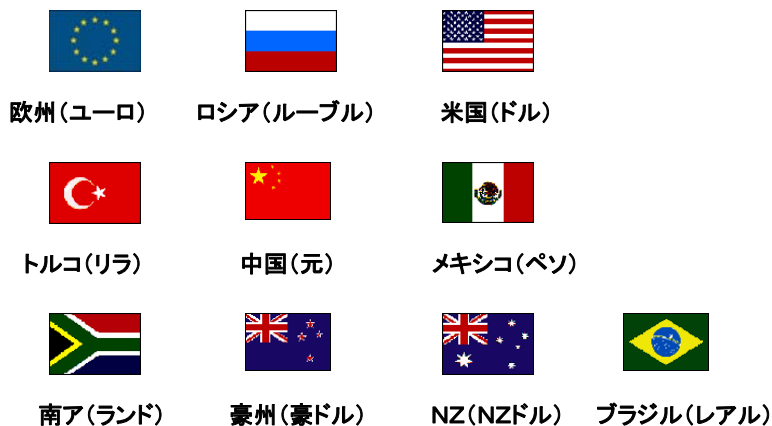 欧州（ユーロ）
ロシア（ルーブル）
米国（ドル）
トルコ（リラ）
中国（元）
メキシコ（ペソ）
南ア（ランド）
豪州（豪ドル）
ＮＺ（ＮＺドル）
ブラジル（レアル）